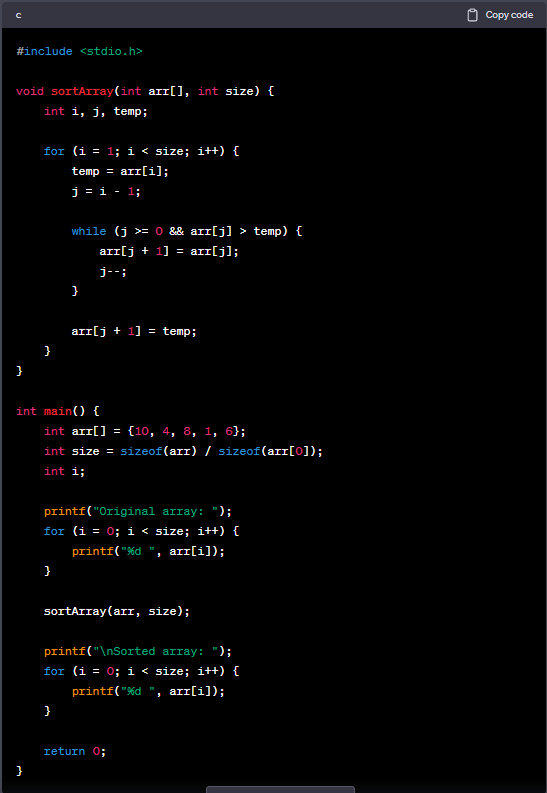 c
Copy code
#include <stdio.h>
void sortArray(int arr[], int size) {
    int i, j, temp;
    for (i = 1; i < size; i++) {
        temp = arr[i];
        j = i - 1;
        while (j >= 0 && arr[j] > temp) {
            arr[j + 1] = arr[j];
            j--;
        }
        arr[j + 1] = temp;
    }
}
int main() {
    int arr[] = {10, 4, 8, 1, 6};
    int size = sizeof(arr) / sizeof(arr[0]);
    int i;
    printf("Original array: ");
    for (i = 0; i < size; i++) {
        printf("%d ", arr[i]);
    }
    sortArray(arr, size);
    printf("\nSorted array: ");
    for (i = 0; i < size; i++) {
        printf("%d ", arr[i]);
    }
    return 0;
}